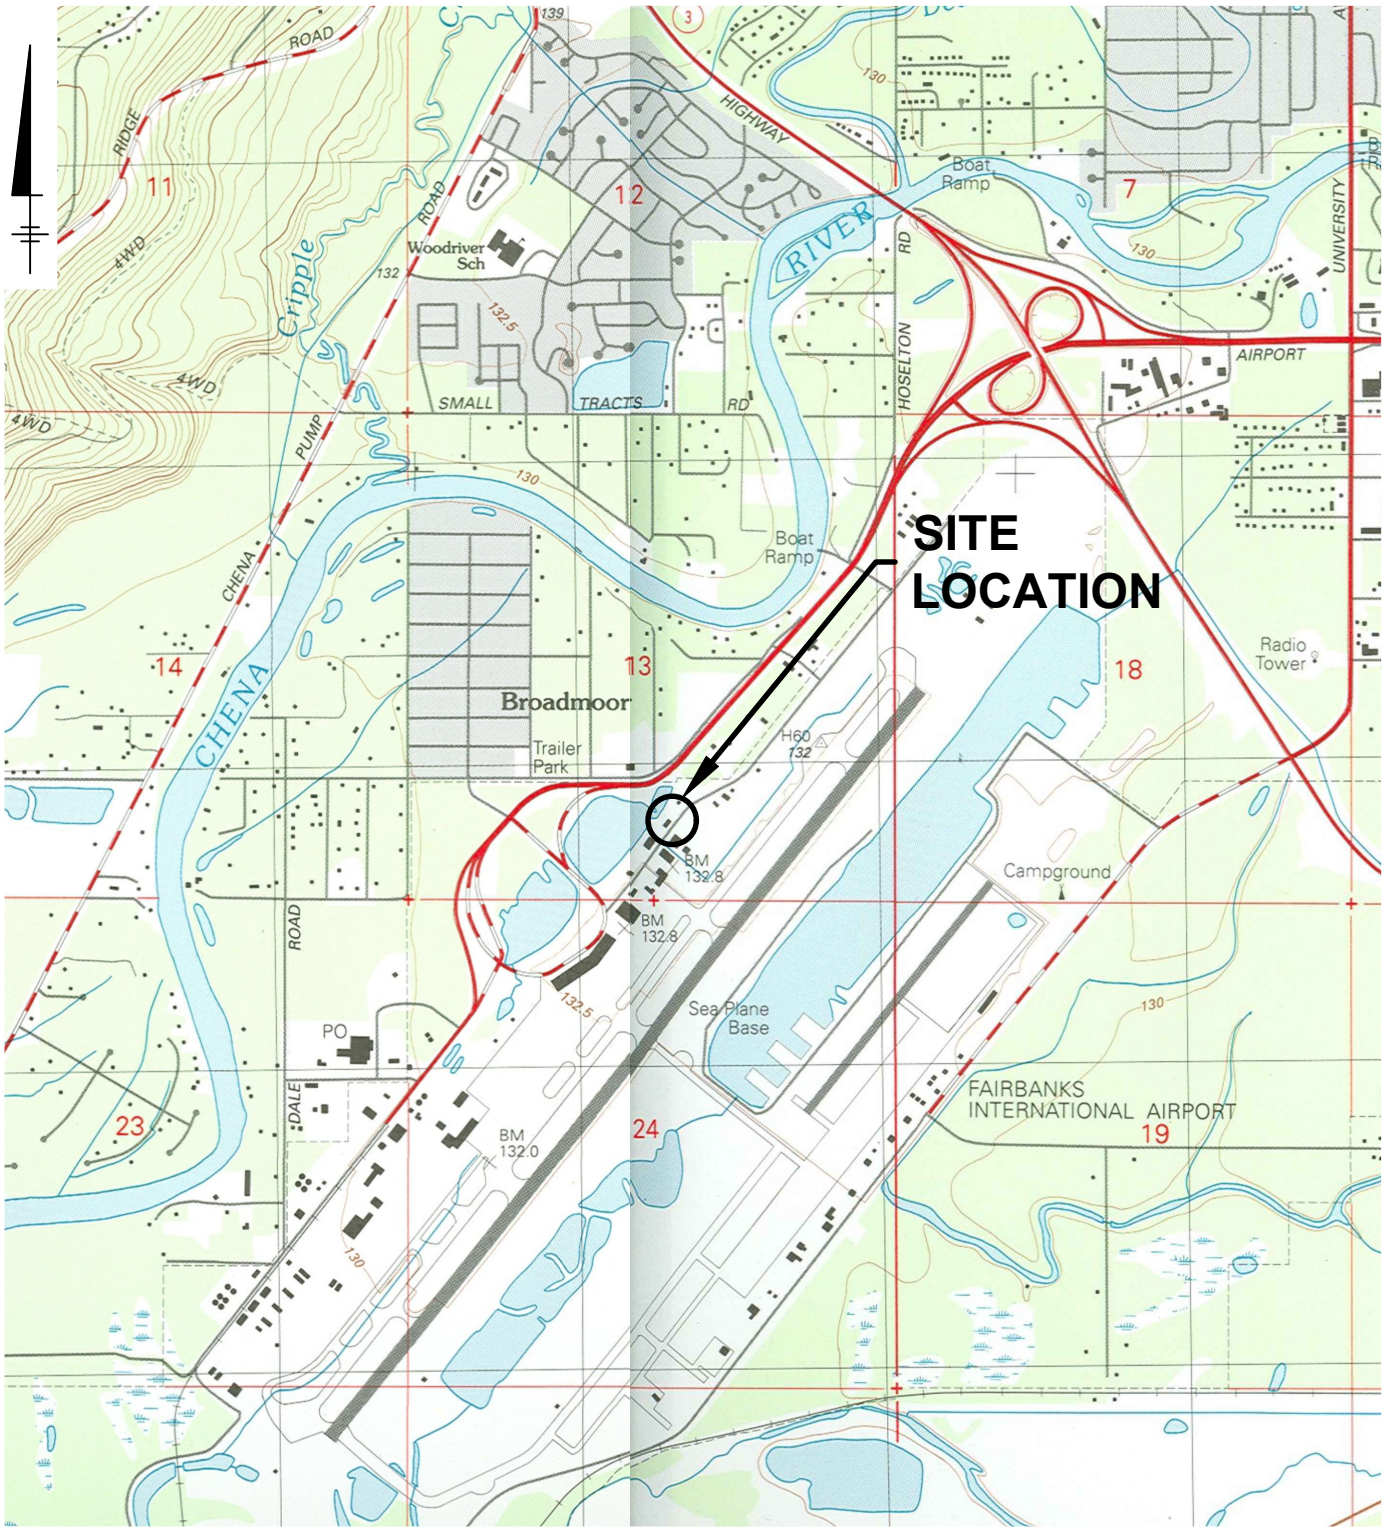 139
ROAD
3
130
HIGHWAY
RIDGE
11
ROAD
12
Boat
Ramp
7
UNIVERSITY
RIVER
RD
Woodriver
Sch
4WD
132
130
Cripple
132.5
HOSELTON
AIRPORT
4WD
SMALL
TRACTS
RD
4WD
PUMP
130
SITE
LOCATION
Boat
Ramp
CHENA
14
CHENA
13
Radio
Tower
18
Broadmoor
Trailer
Park
H60
132
BM
132.8
Campground
ROAD
BM
132.8
132.5
Sea Plane
Base
130
PO
DALE
FAIRBANKS
INTERNATIONAL AIRPORT
23
24
19
BM
132.0
130